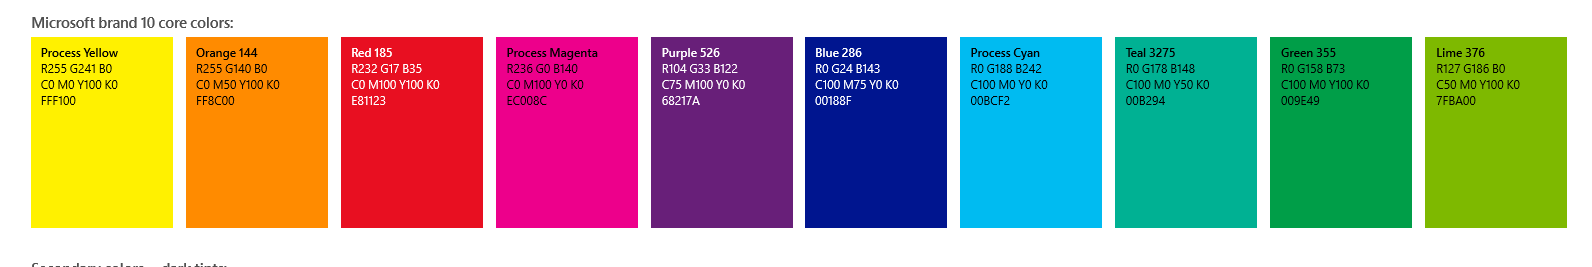 Microsoft brand 10 core colors:
Process Yellow
R255 G241 B0
C0 M0 Y100 K0
FFF100
Orange 144
R255 G140 B0
C0 M50 Y100 K0
FF8C00
Red 185
R232 G17 B35
C0 M100 Y100 K0
E81123
Process Magenta
R236 G0 B140
C0 M100 Y0 K0
EC008C
Purple 526
R104 G33 B122
C75 M100 Y0 K0
68217A
Blue 286
R0 G24 B143
C100 M75 Y0 K0
00188F
Process Cyan
R0 G188 B242
C100 M0 Y0 K0
00BCF2
Teal 3275
R0 G178 B148
C100 M0 Y50 K0
00B294
Green 355
R0 G158 B73
C100 M0 Y100 K0
009E49
Lime 376
R127 G186 B0
C50 M0 Y100 K0
7FBA00
Secondary colors – dark tints: